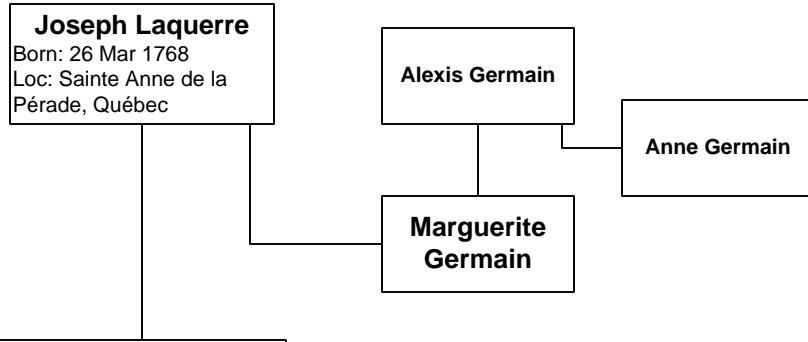 Joseph Laquerre
Born: 26 Mar 1768
Loc: Sainte Anne de la
Pérade, Québec
Alexis Germain
Anne Germain
Marguerite
Germain